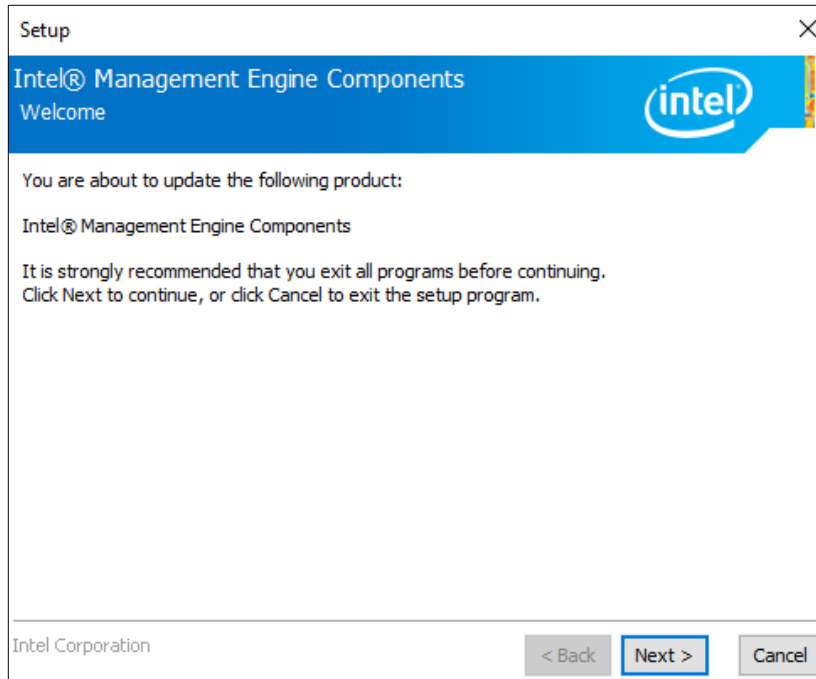 Setup
Intel® Management Engine Components
Welcome
intel
You are about to update the following product:
Intel® Management Engine Components
It is strongly recommended that you exit all programs before continuing.
Click Next to continue, or click Cancel to exit the setup program.
Intel Corporation
< Back Next > Cancel